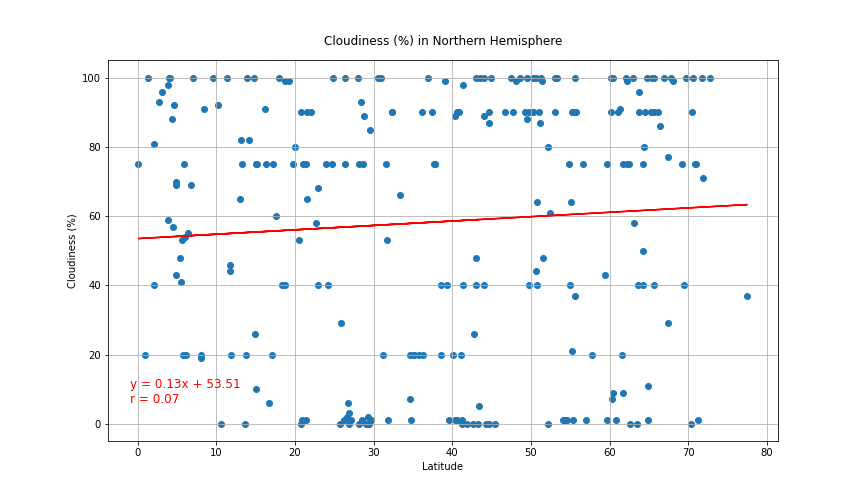 Cloudiness (%) in Northern Hemisphere
Cloudiness (%)
100
80
60
40
20
0
y = 0.13x + 53.51
r = 0.07
0 10 20 30 40 50 60 70 80
Latitude